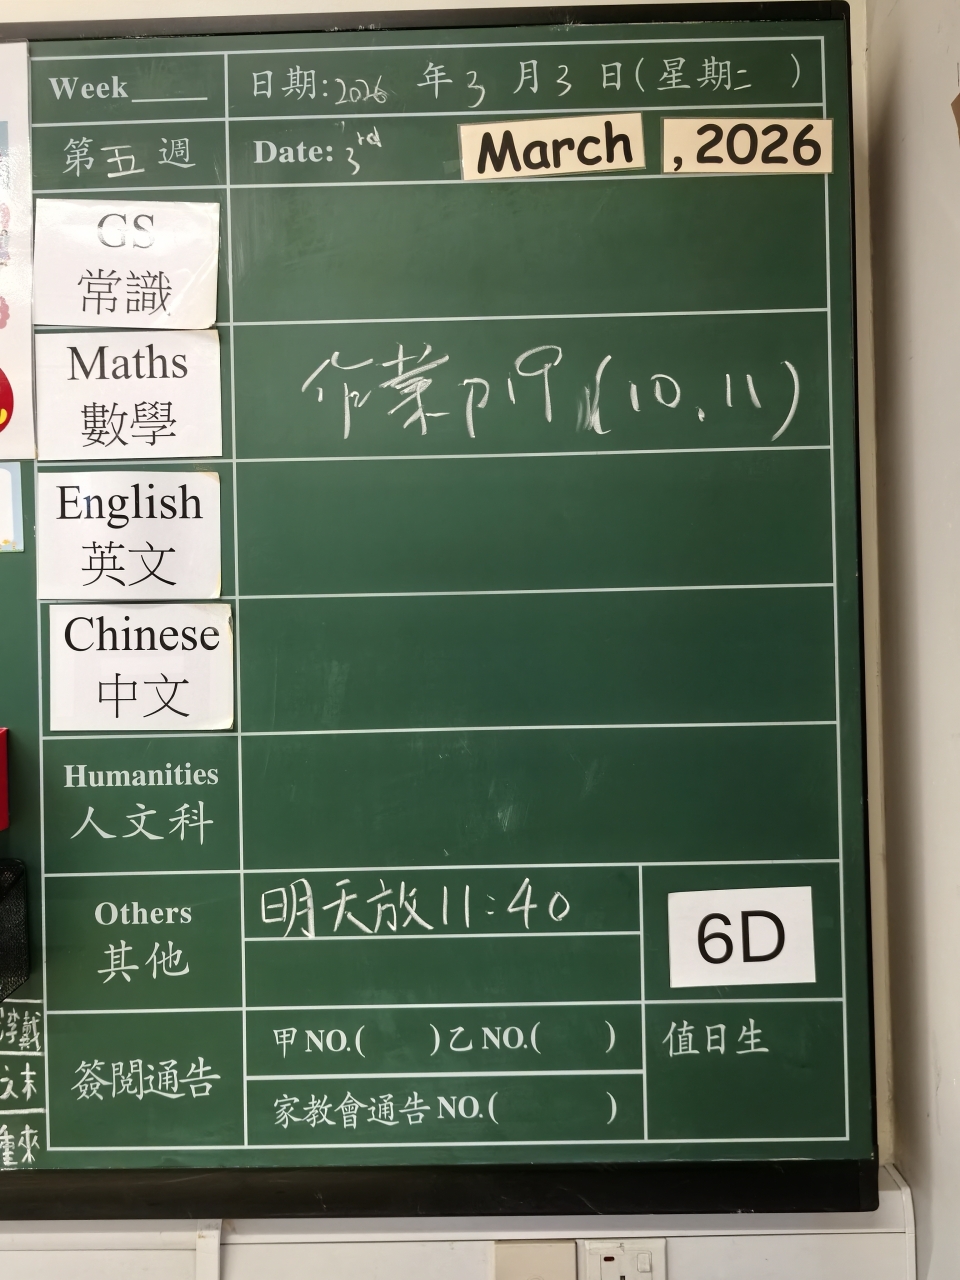 Week____ 日期:2026 年3 月3 日(星期二 )
第五週 Date: 3rd March , 2026
GS
常識
Maths
數學
作業P19 (10, 11)
English
英文
Chinese
中文
Humanities
人文科
Others
其他
明天放11:40
6D
簽閱通告
甲NO.( )乙NO.( )
家教會通告NO.( )
值日生